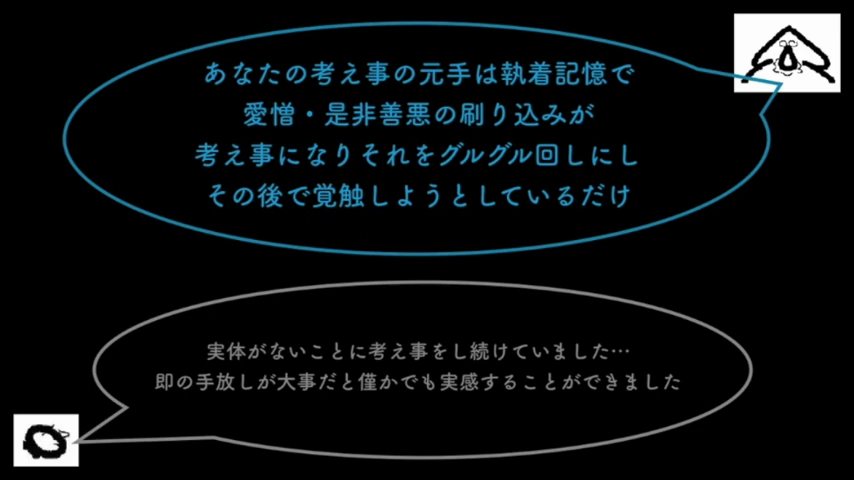 あなたの考え事の元手は執着記憶で
愛憎・是非善悪の刷り込みが
考え事になりそれをグルグル回しにし
その後で覚触しようとしているだけ
実体がないことに考え事をし続けていました…
即の手放しが大事だと僅かでも実感することができました